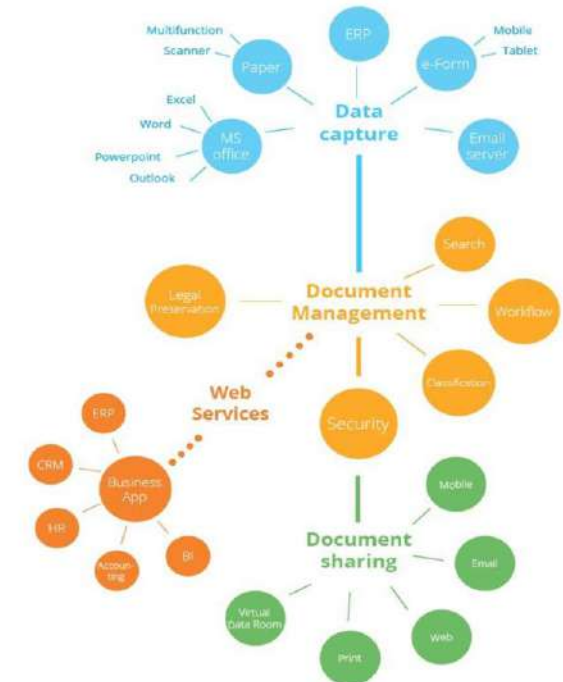 Multifunction
Scanner
Paper
ERP
e-Form
Mobile
Tablet
Data
capture
Excel
Word
Powerpoint
Outlook
MS
office
Email
server
Search
Legal
Preservation
Document
Management
Workflow
Classification
Web
Services
Security
ERP
CRM
Business
App
HR
Accoun-
ting
BI
Mobile
Document
sharing
Email
Virtual
Data Room
Print
Web